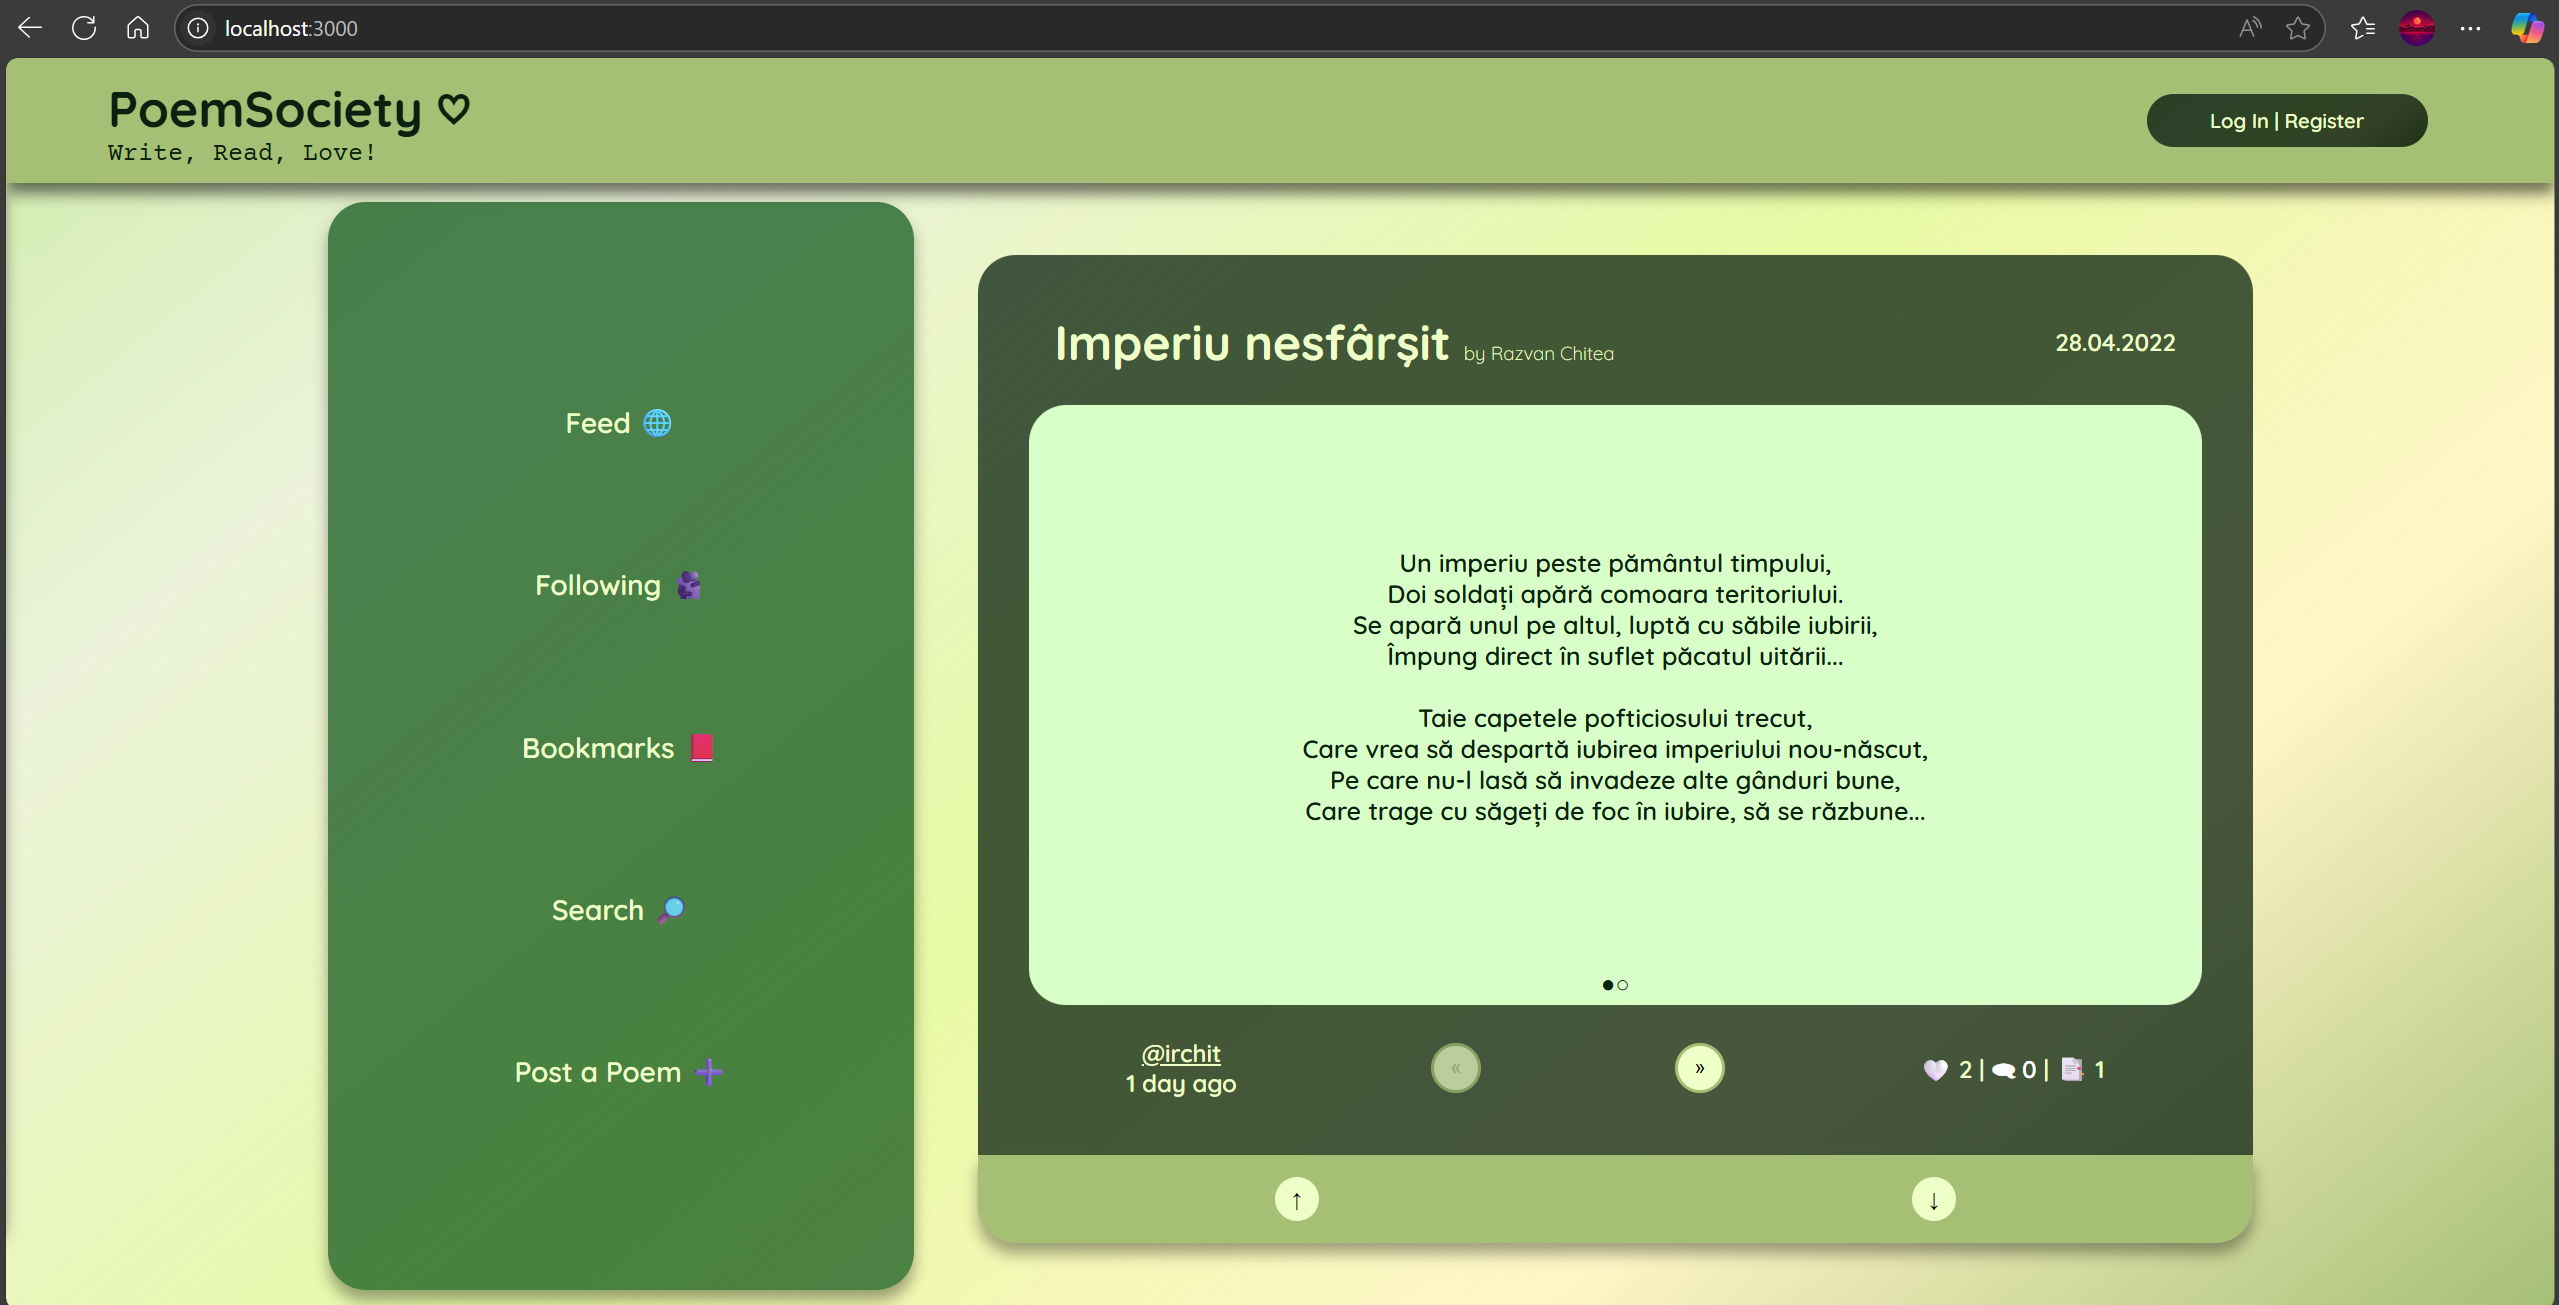 localhost:3000
PoemSociety ♡
Write, Read, Love!
Log In | Register
Feed 🌐
Following 🫂
Bookmarks 📕
Search 🔎
Post a Poem ➕
Imperiu nesfârșit by Razvan Chitea
28.04.2022
Un imperiu peste pământul timpului,
Doi soldați apără comoara teritoriului.
Se apară unul pe altul, luptă cu săbile iubirii,
Împung direct în suflet păcatul uitării...
Taie capetele pofticiosului trecut,
Care vrea să despartă iubirea imperiului nou-născut,
Pe care nu-l lasă să invadeze alte gânduri bune,
Care trage cu săgeți de foc în iubire, să se răzbune...
●○
@irchit
1 day ago
«
»
🤍 2 | 🗨 0 | 📑 1
↑
↓